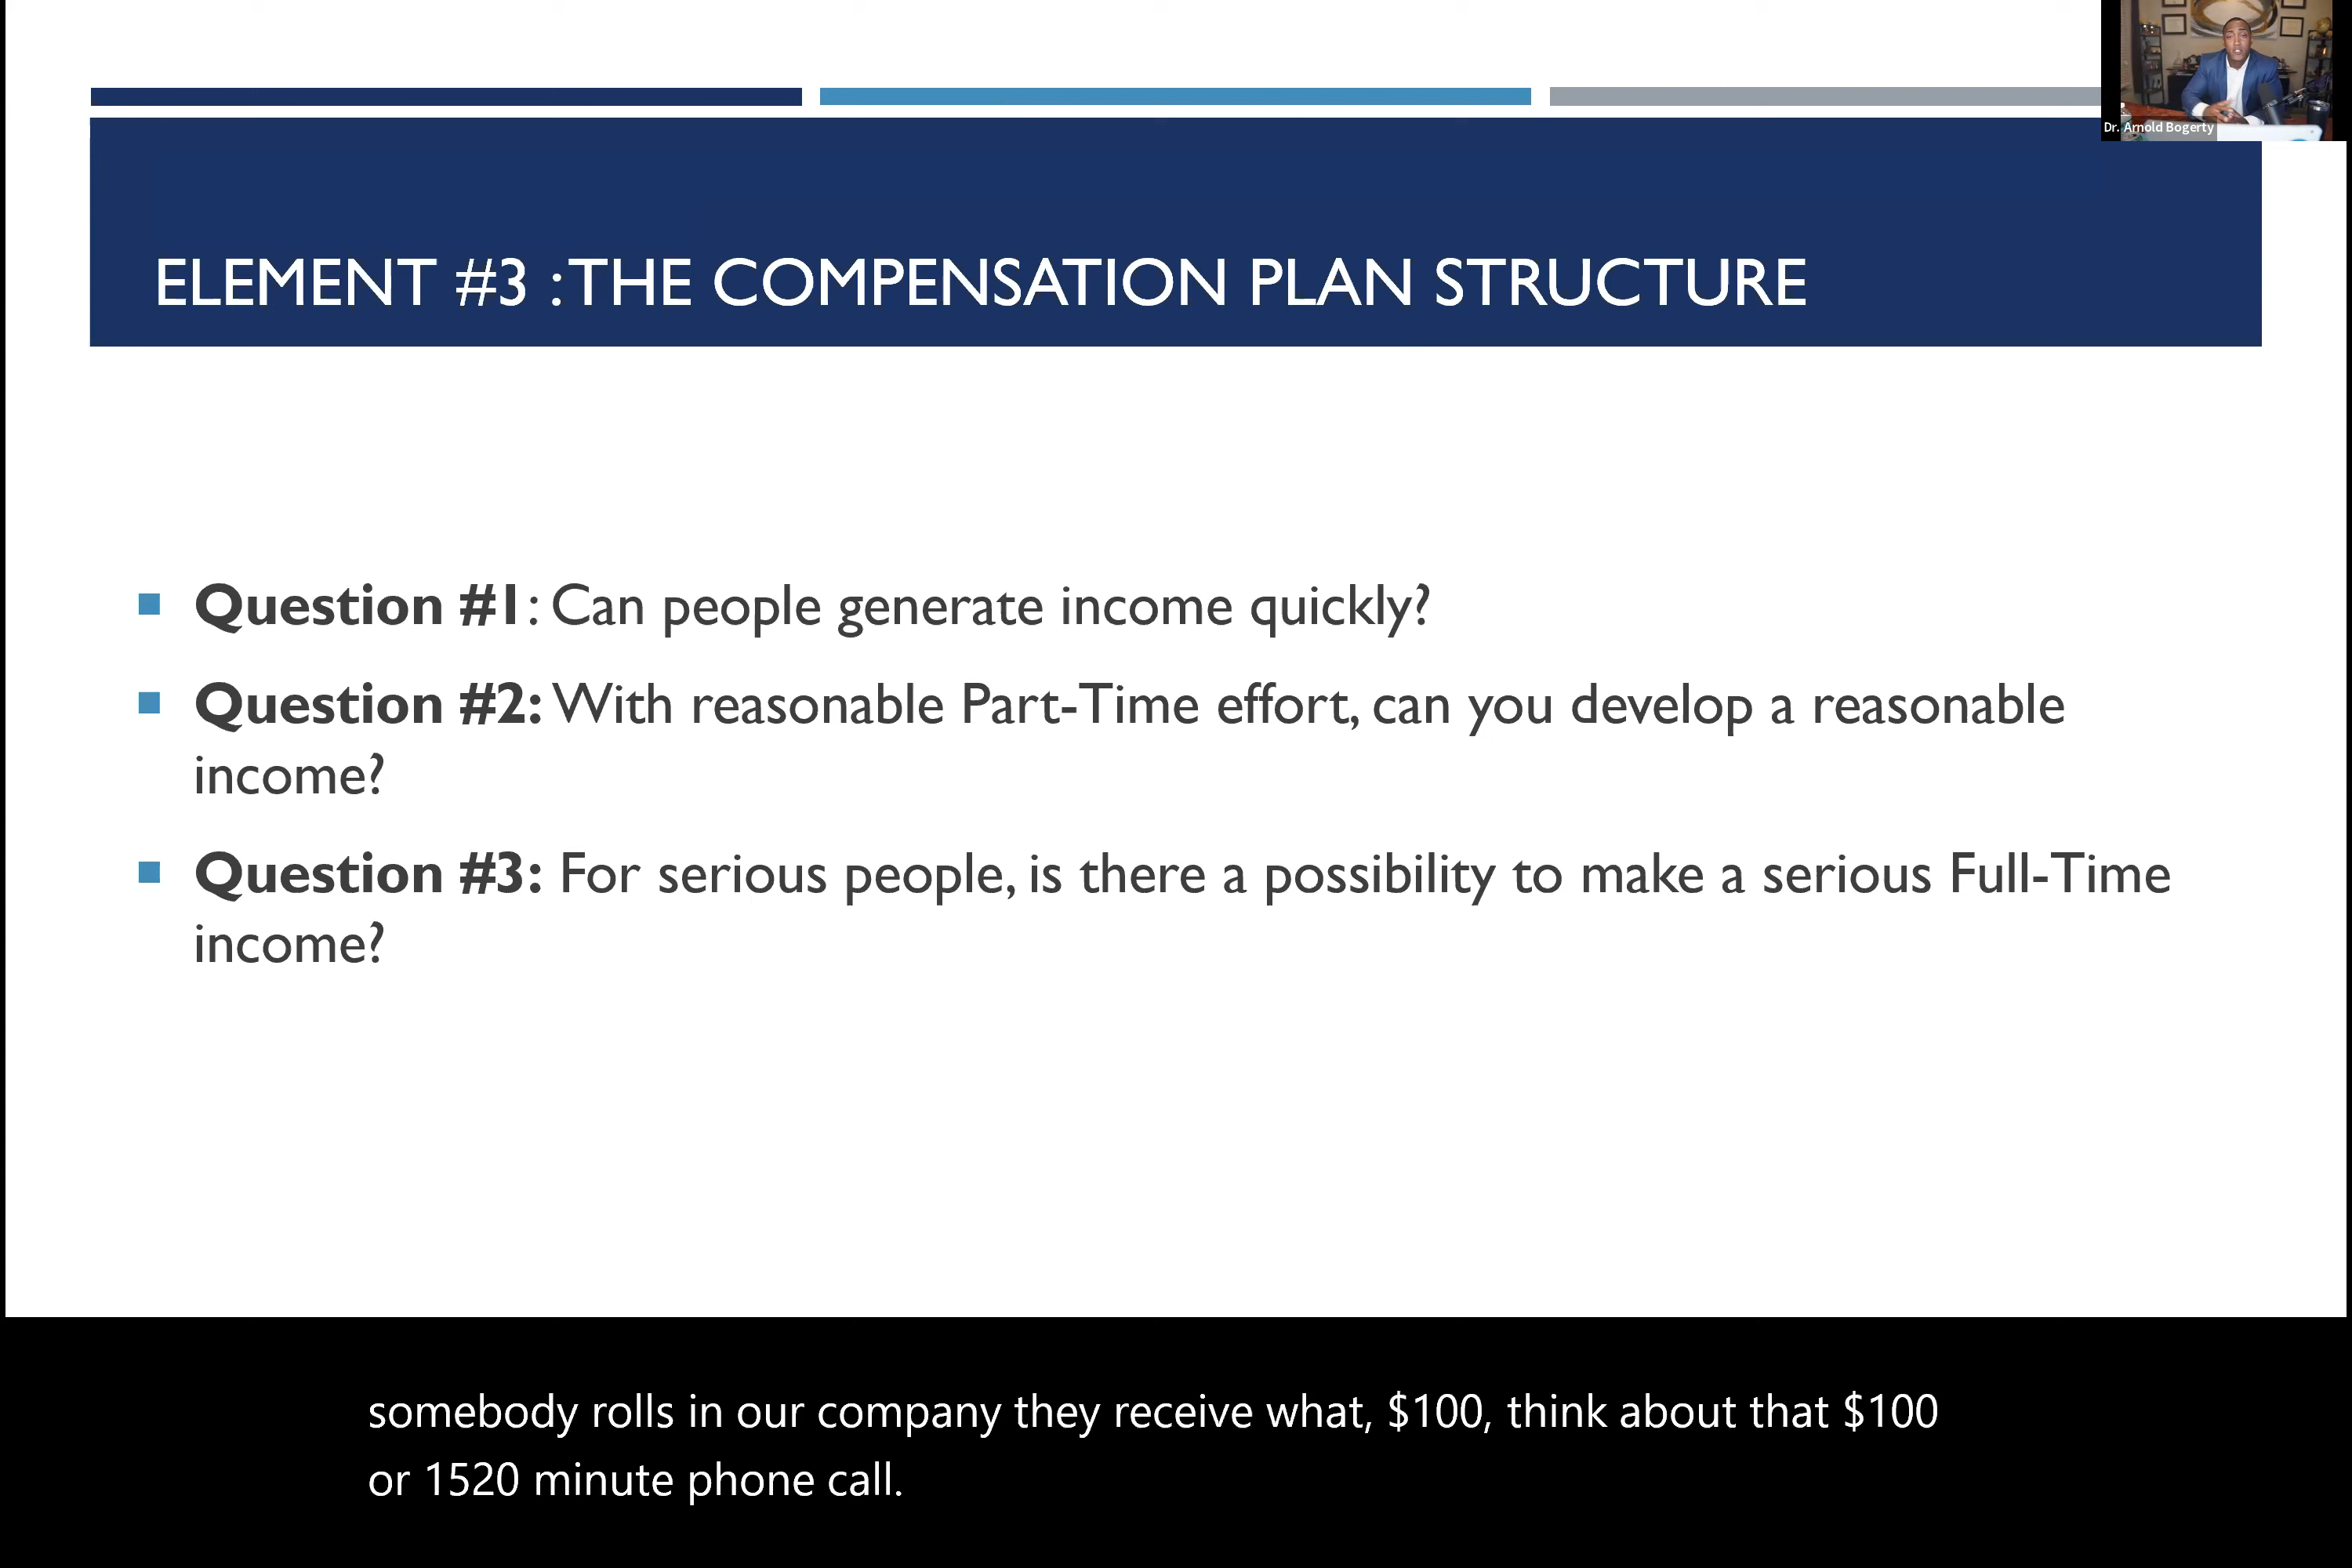 Dr. Arnold Bogerty
ELEMENT #3 : THE COMPENSATION PLAN STRUCTURE
Question #1: Can people generate income quickly?
Question #2: With reasonable Part-Time effort, can you develop a reasonable
income?
Question #3: For serious people, is there a possibility to make a serious Full-Time
income?
somebody rolls in our company they receive what, $100, think about that $100
or 1520 minute phone call.